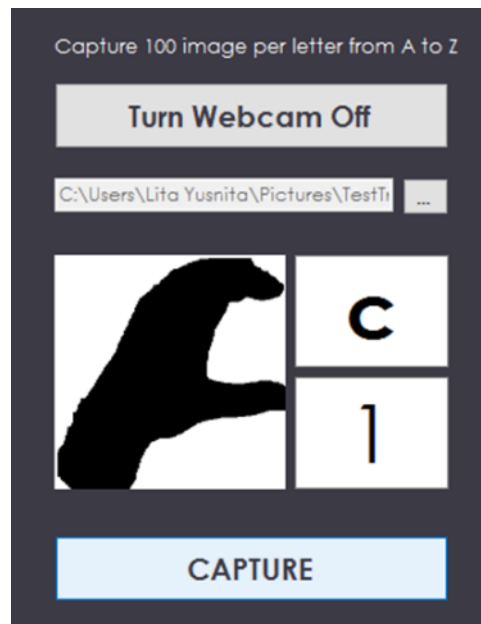 Capture 100 image per letter from A to Z
Turn Webcam Off
C:\Users\Lita Yusnita\Pictures\TestTr
...
c
1
CAPTURE